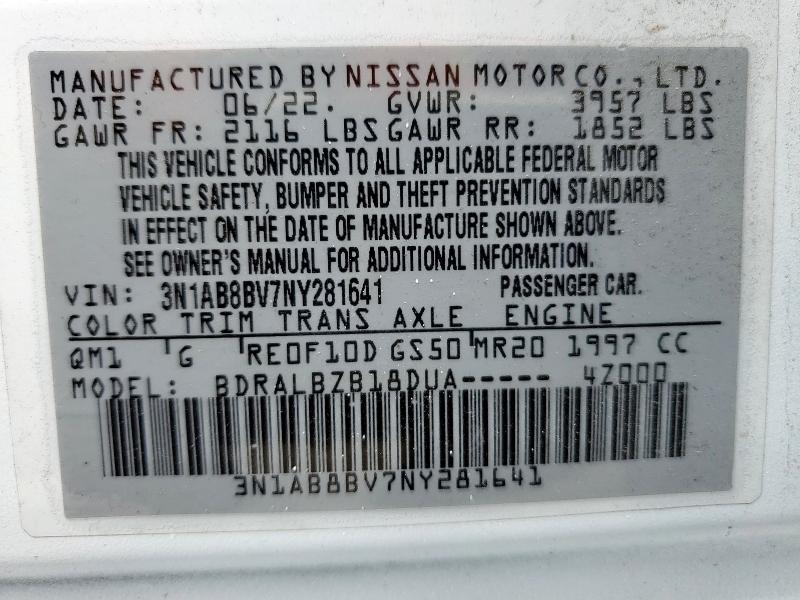 MANUFACTURED BY NISSAN MOTOR CO., LTD.
DATE: 06/22. GVWR: 3957 LBS
GAWR FR: 2116 LBS GAWR RR: 1852 LBS
THIS VEHICLE CONFORMS TO ALL APPLICABLE FEDERAL MOTOR
VEHICLE SAFETY, BUMPER AND THEFT PREVENTION STANDARDS
IN EFFECT ON THE DATE OF MANUFACTURE SHOWN ABOVE.
SEE OWNER'S MANUAL FOR ADDITIONAL INFORMATION.
VIN: 3N1AB8BV7NY281641 PASSENGER CAR.
COLOR TRIM TRANS AXLE ENGINE
QM1 G RE0F10D GS50 MR20 1997 CC
MODEL: BDRALBZB18DUA----- 4Z000
3N1AB8BV7NY281641